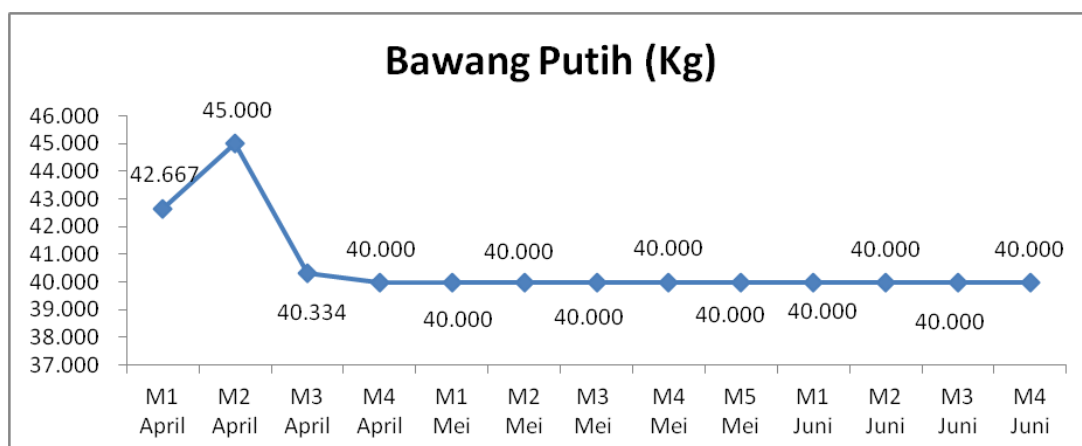 Bawang Putih (Kg)
46.000
45.000
44.000
43.000
42.000
41.000
40.000
39.000
38.000
37.000
42.667
45.000
40.334
40.000
40.000
40.000
40.000
40.000
40.000
40.000
40.000
40.000
40.000
M1 April
M2 April
M3 April
M4 April
M1 Mei
M2 Mei
M3 Mei
M4 Mei
M5 Mei
M1 Juni
M2 Juni
M3 Juni
M4 Juni